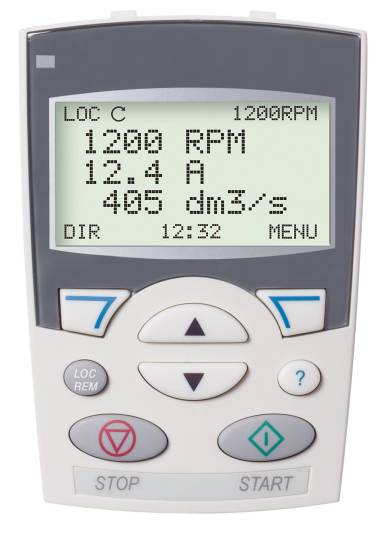 LOC C 1200RPM
1200 RPM
12.4 A
405 dm3/s
DIR 12:32 MENU
LOC
REM
?
STOP START